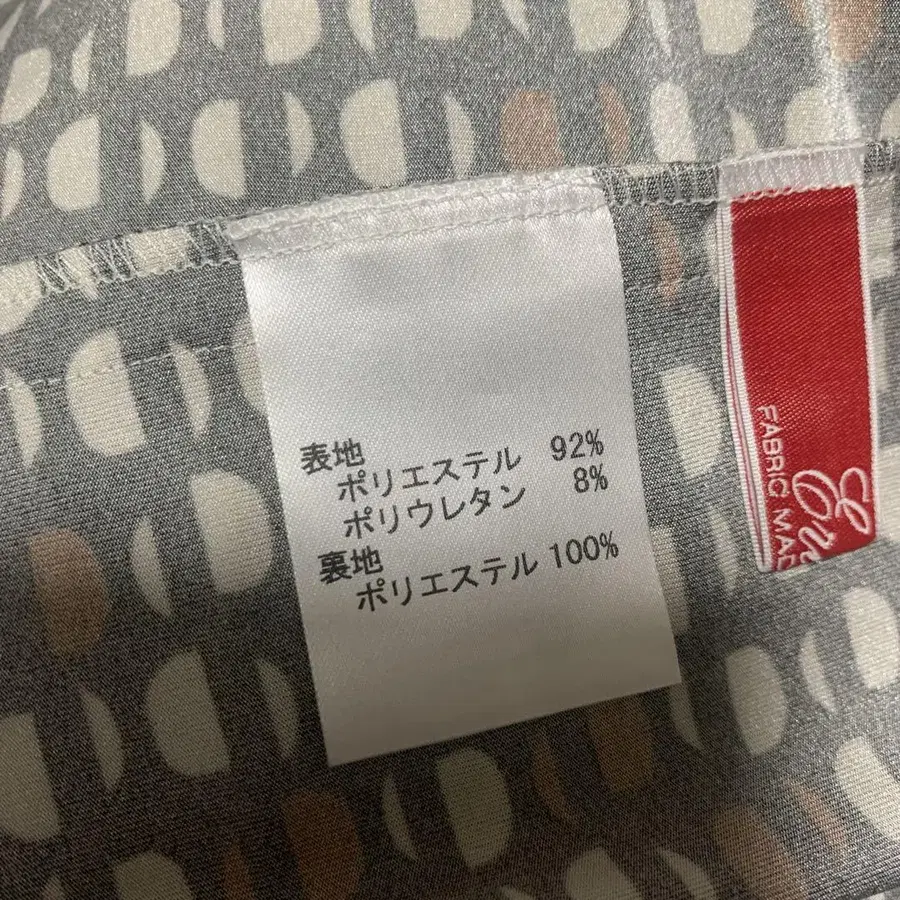 表地
ポリエステル 92%
ポリウレタン 8%
裏地
ポリエステル 100%
FABRIC